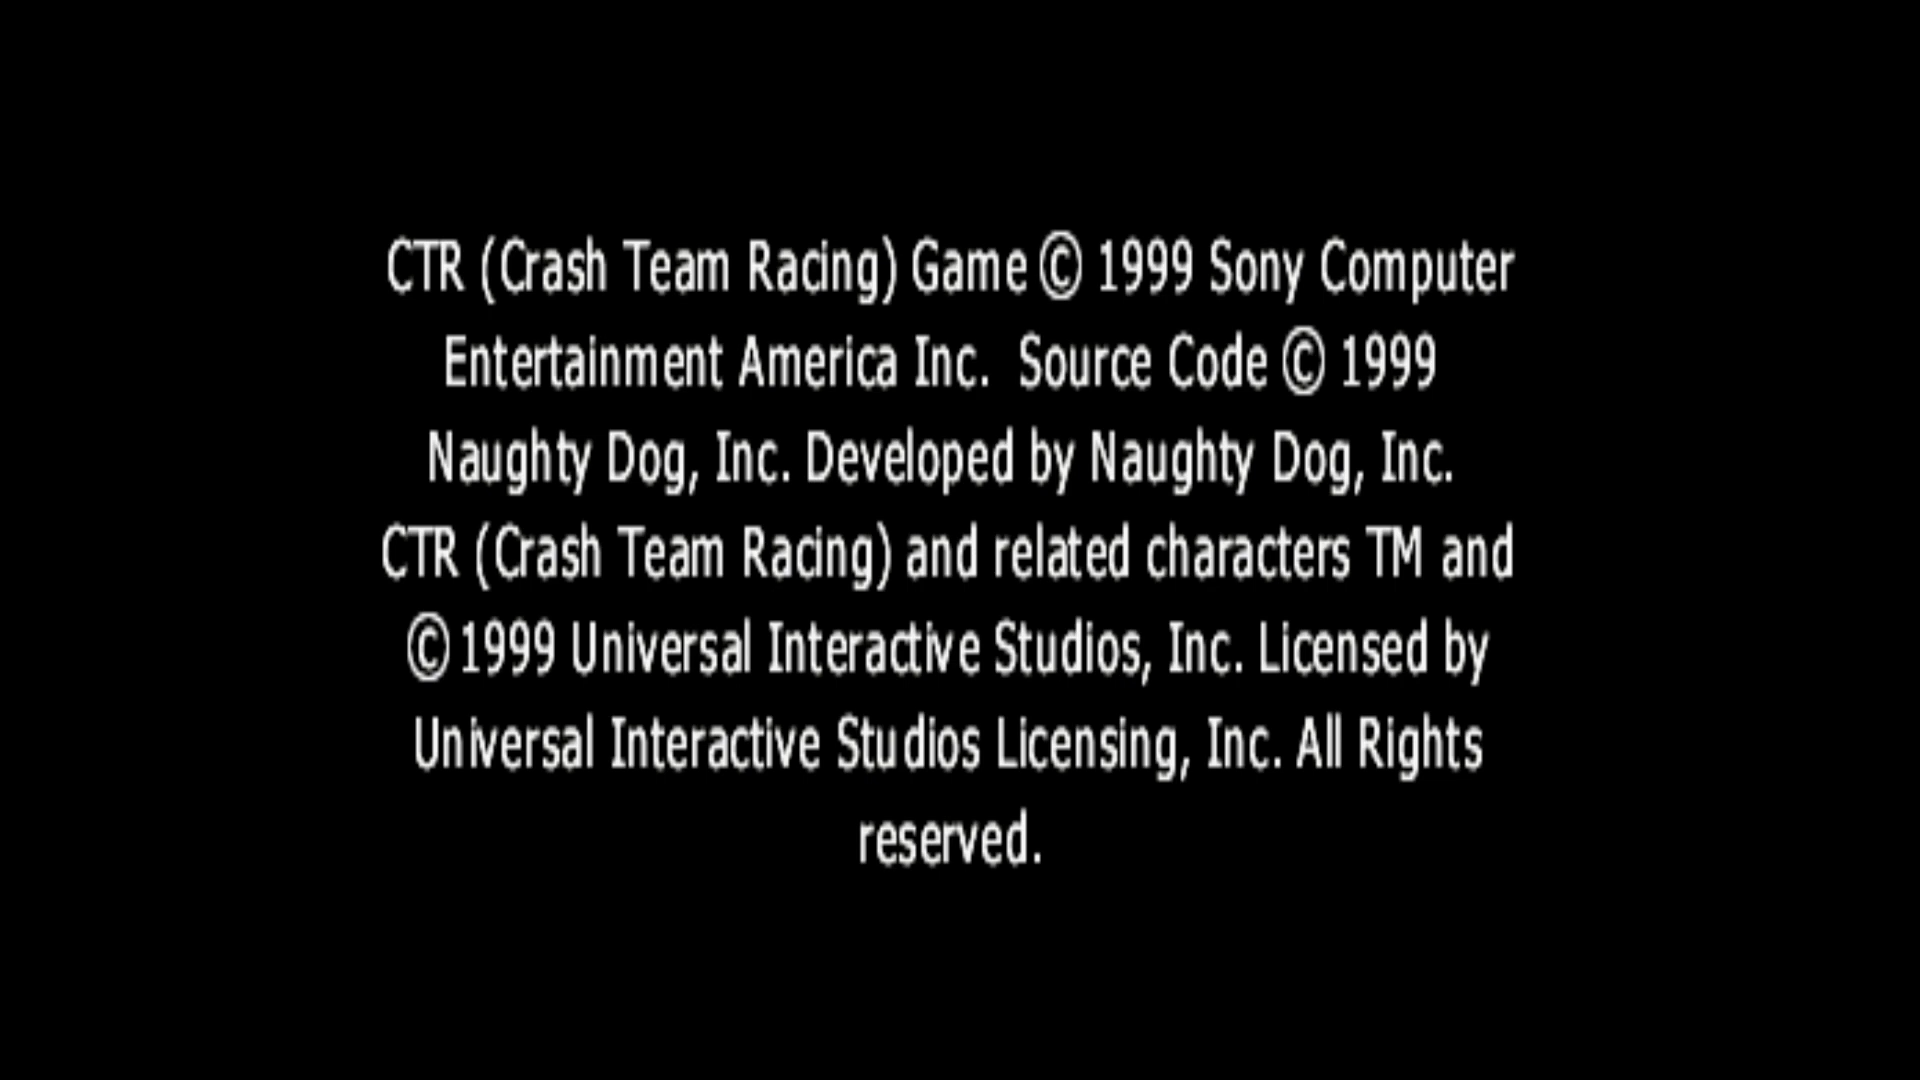 CTR (Crash Team Racing) Game © 1999 Sony Computer
Entertainment America Inc.  Source Code © 1999
Naughty Dog, Inc. Developed by Naughty Dog, Inc.
CTR (Crash Team Racing) and related characters TM and
© 1999 Universal Interactive Studios, Inc. Licensed by
Universal Interactive Studios Licensing, Inc. All Rights
reserved.